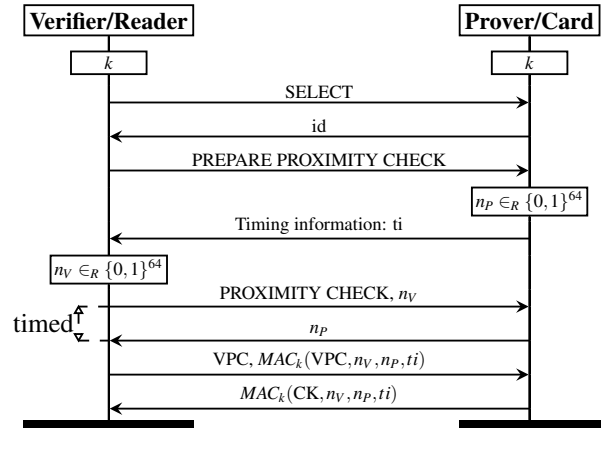 Verifier/Reader
Prover/Card
k
k
SELECT
id
PREPARE PROXIMITY CHECK
n_P ∈_R {0,1}^64
Timing information: ti
n_V ∈_R {0,1}^64
PROXIMITY CHECK, n_V
timed
n_P
VPC, MAC_k(VPC,n_V,n_P,ti)
MAC_k(CK,n_V,n_P,ti)